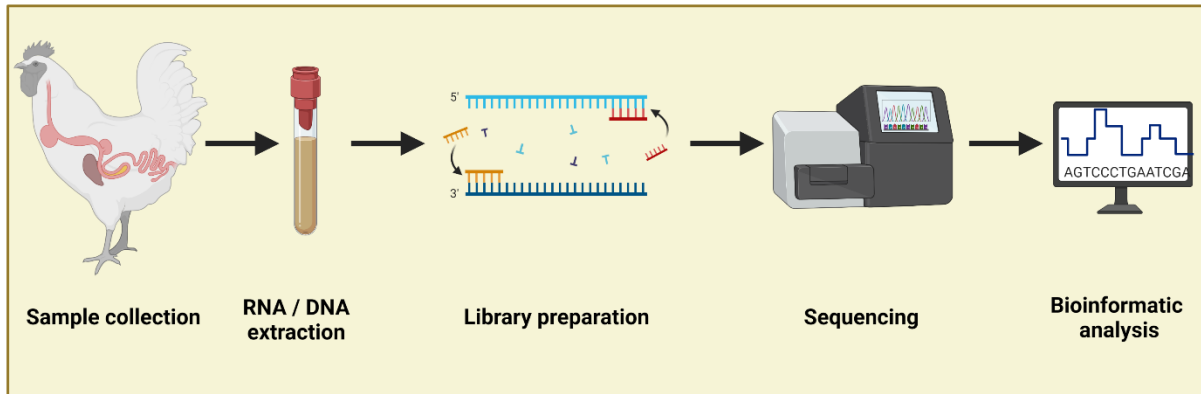 5'
3'
AGTCCCTGAATCGA
Sample collection
RNA / DNA
extraction
Library preparation
Sequencing
Bioinformatic
analysis